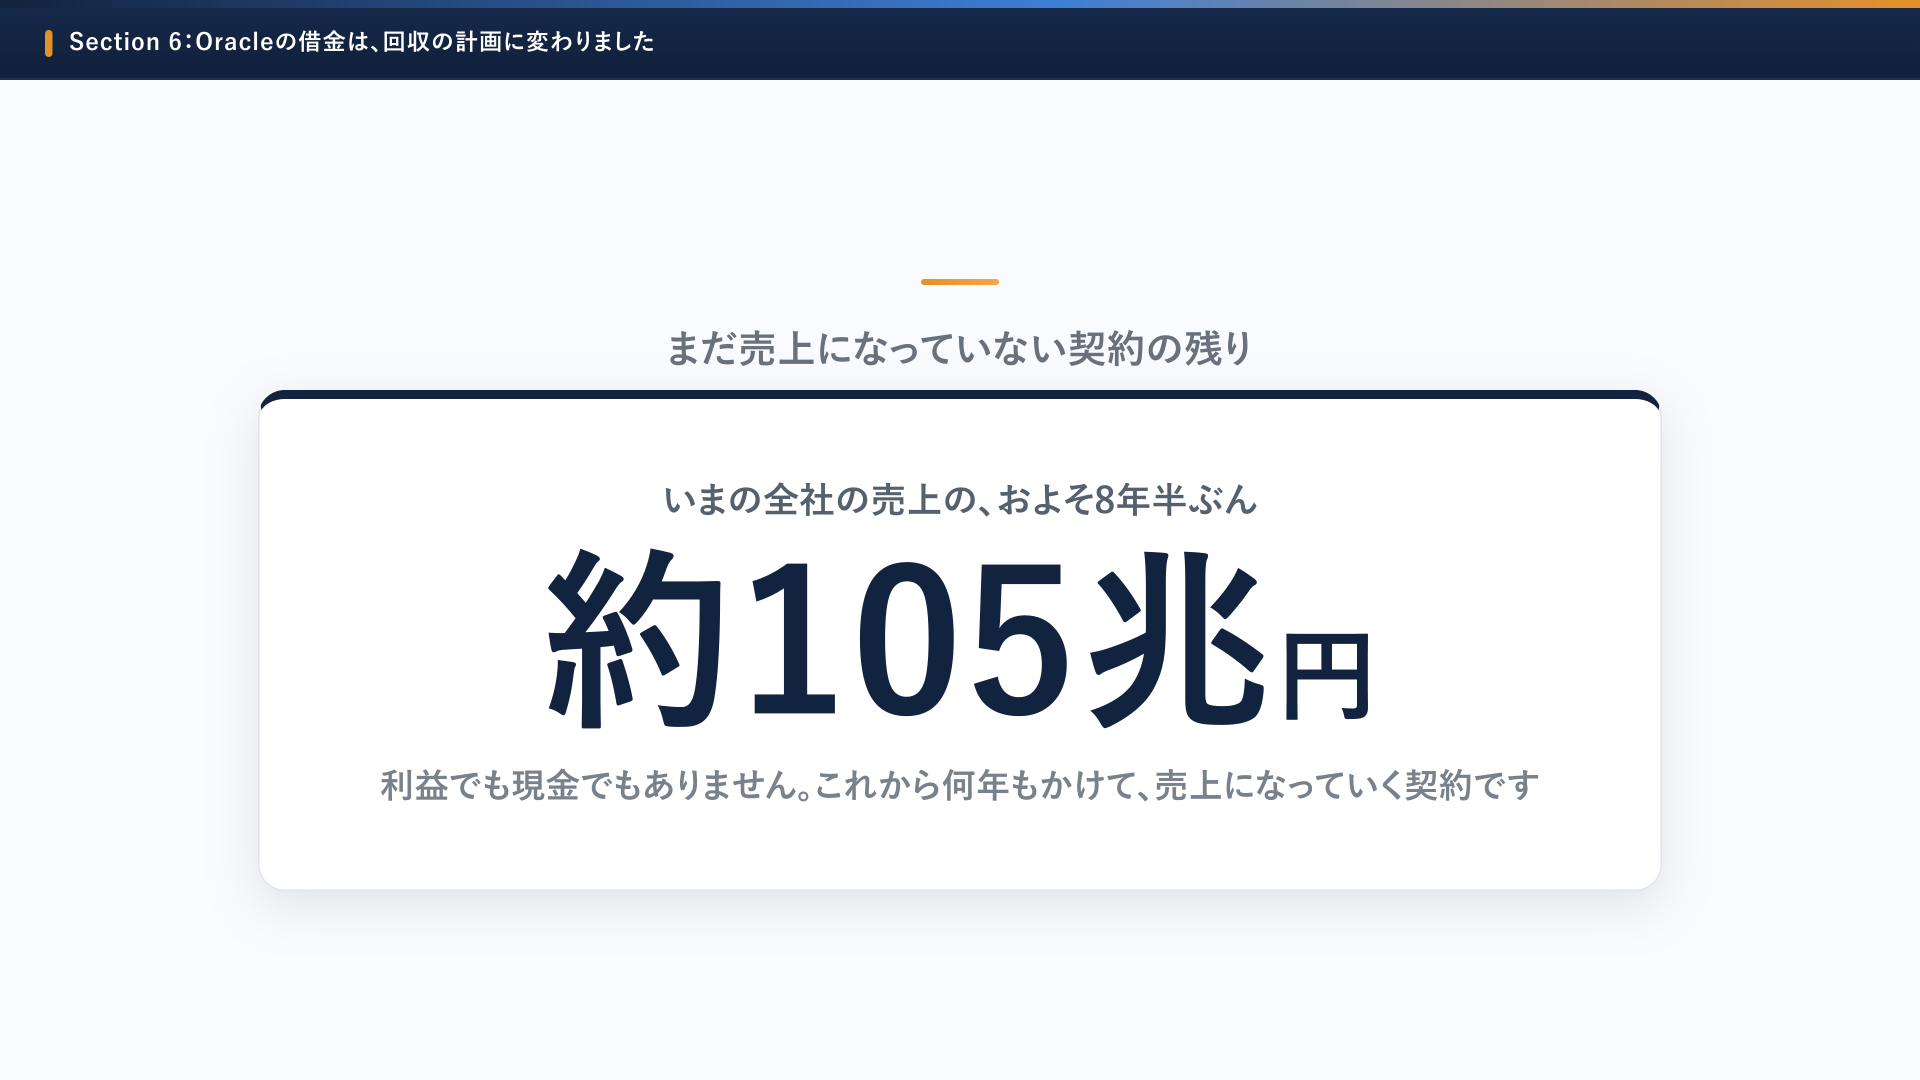 Section 6：Oracleの借金は、回収の計画に変わりました
まだ売上になっていない契約の残り
いまの全社の売上の、およそ8年半ぶん
約105兆円
利益でも現金でもありません。これから何年もかけて、売上になっていく契約です